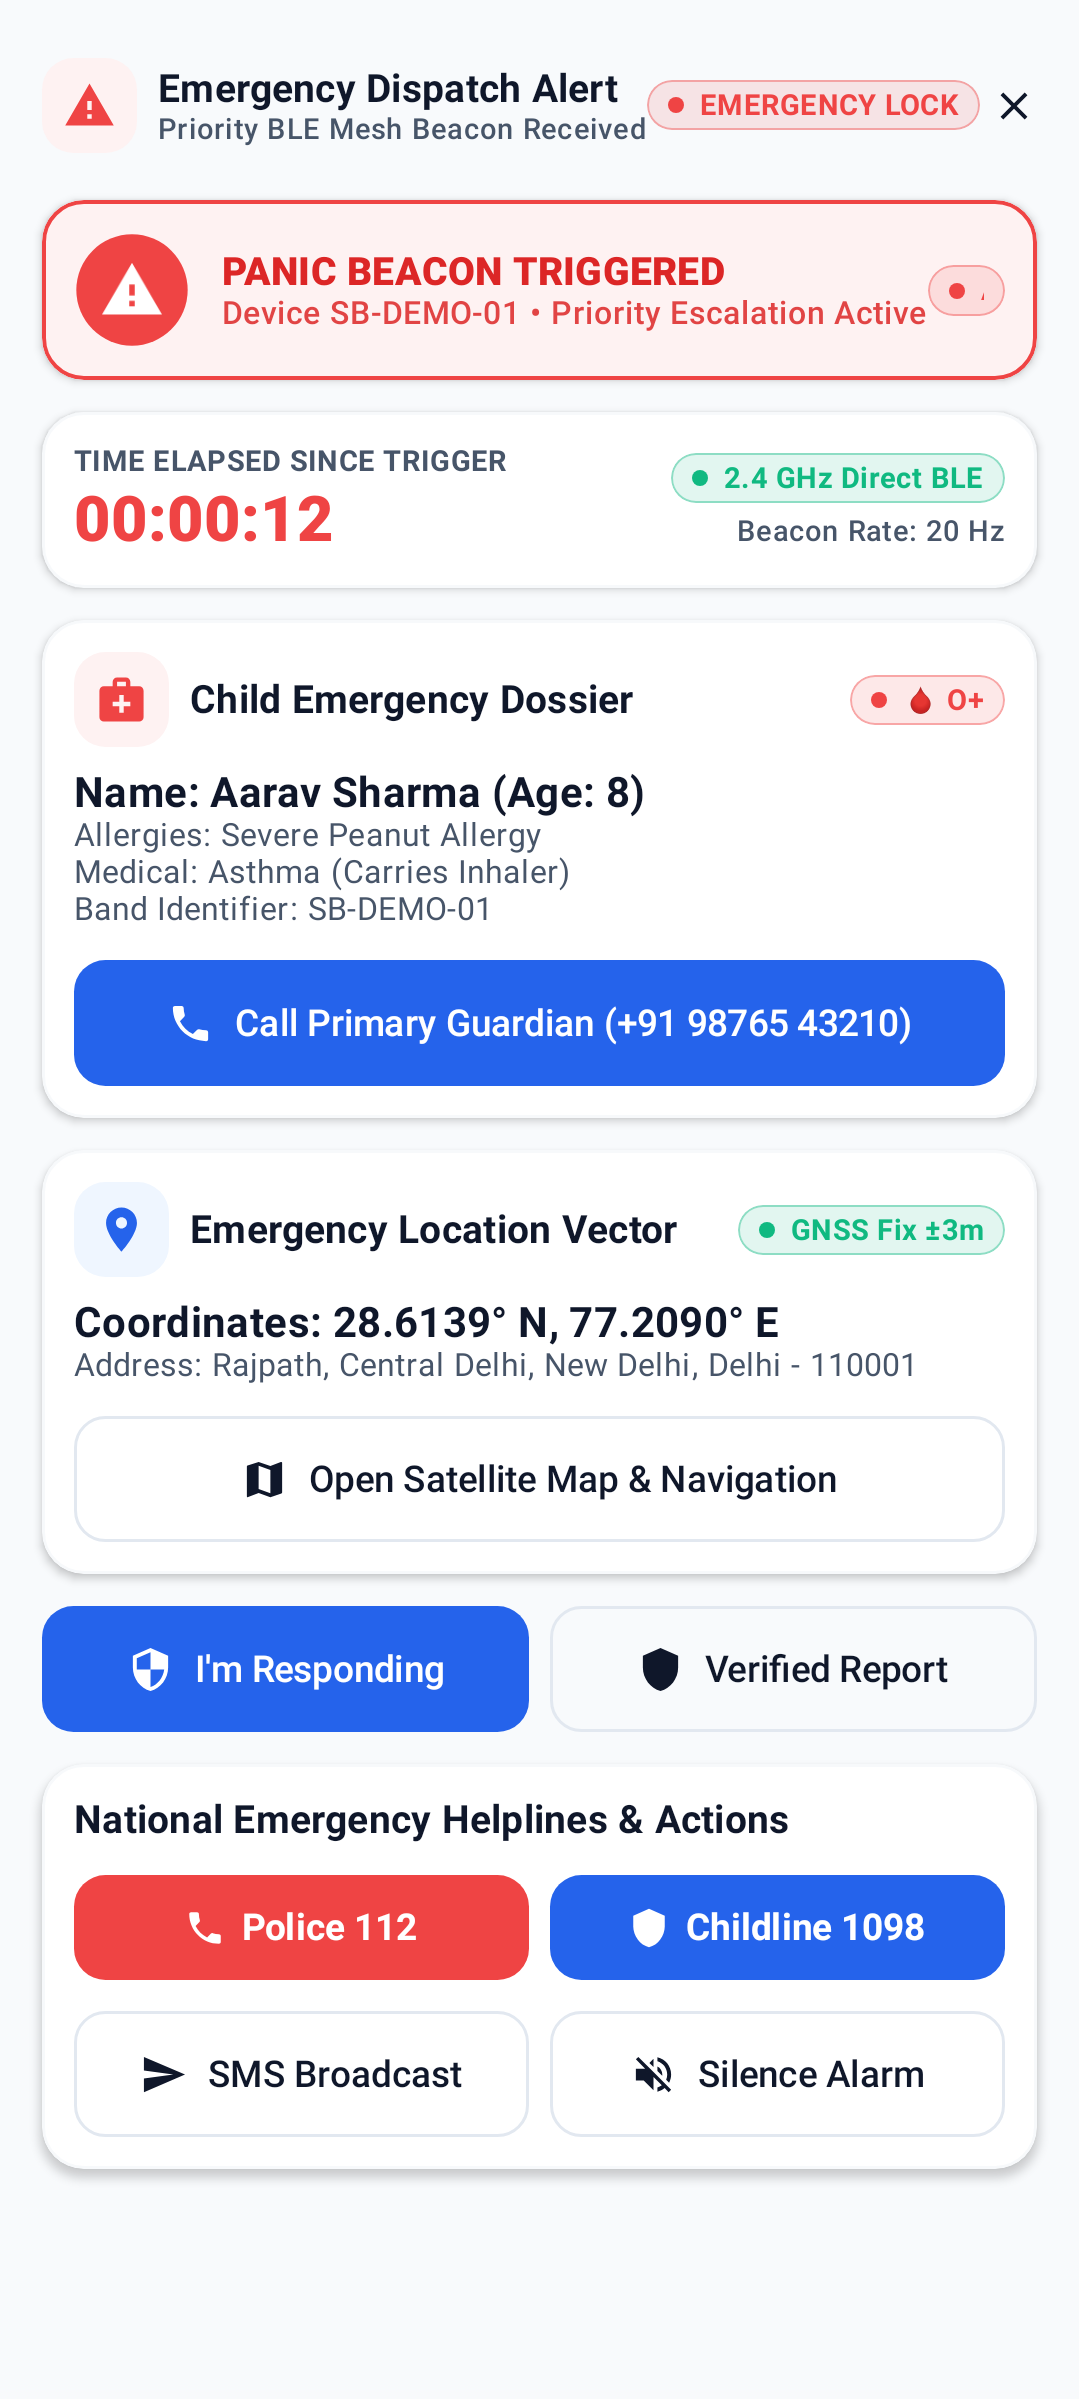 Emergency Dispatch Alert
Priority BLE Mesh Beacon Received
EMERGENCY LOCK
PANIC BEACON TRIGGERED
Device SB-DEMO-01 • Priority Escalation Active
TIME ELAPSED SINCE TRIGGER
00:00:12
2.4 GHz Direct BLE
Beacon Rate: 20 Hz
Child Emergency Dossier
🩸 O+
Name: Aarav Sharma (Age: 8)
Allergies: Severe Peanut Allergy
Medical: Asthma (Carries Inhaler)
Band Identifier: SB-DEMO-01
Call Primary Guardian (+91 98765 43210)
Emergency Location Vector
GNSS Fix ±3m
Coordinates: 28.6139° N, 77.2090° E
Address: Rajpath, Central Delhi, New Delhi, Delhi - 110001
Open Satellite Map & Navigation
I'm Responding
Verified Report
National Emergency Helplines & Actions
Police 112
Childline 1098
SMS Broadcast
Silence Alarm